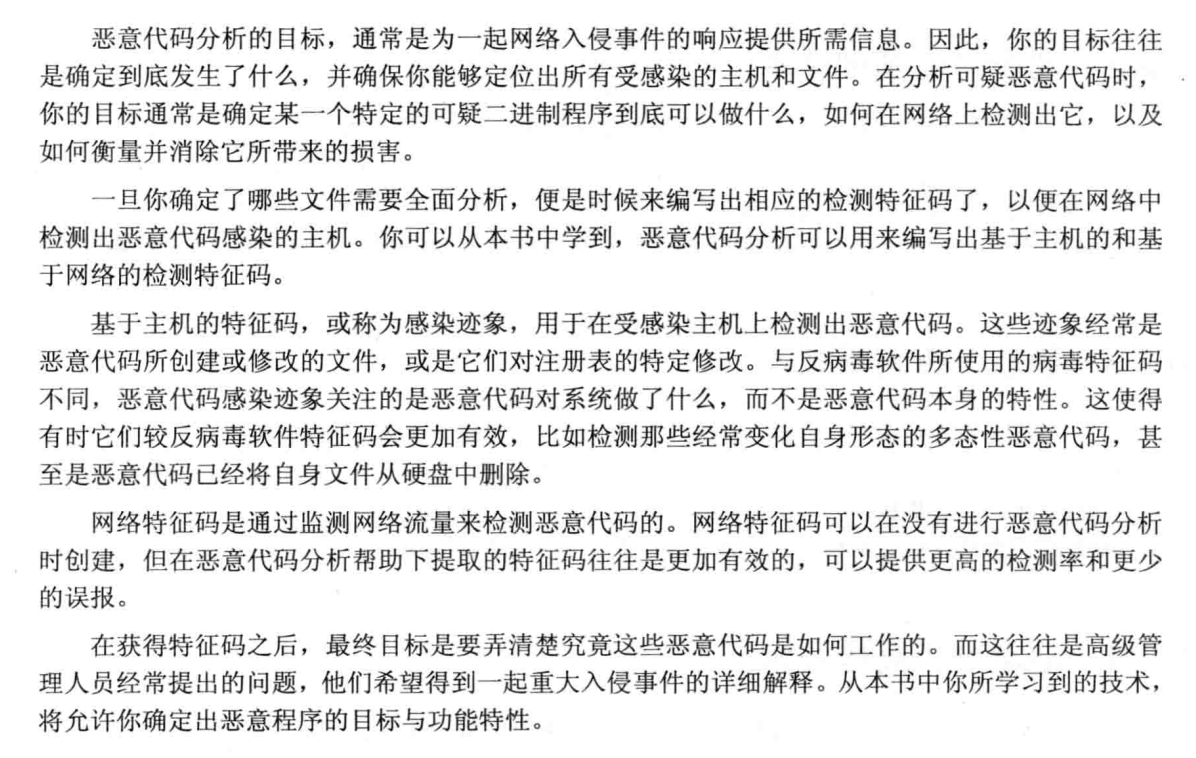 恶意代码分析的目标，通常是为一起网络入侵事件的响应提供所需信息。因此，你的目标往往
是确定到底发生了什么，并确保你能够定位出所有受感染的主机和文件。在分析可疑恶意代码时，
你的目标通常是确定某一个特定的可疑二进制程序到底可以做什么，如何在网络上检测出它，以及
如何衡量并消除它所带来的损害。
一旦你确定了哪些文件需要全面分析，便是时候来编写出相应的检测特征码了，以便在网络中
检测出恶意代码感染的主机。你可以从本书中学到，恶意代码分析可以用来编写出基于主机的和基
于网络的检测特征码。
基于主机的特征码，或称为感染迹象，用于在受感染主机上检测出恶意代码。这些迹象经常是
恶意代码所创建或修改的文件，或是它们对注册表的特定修改。与反病毒软件所使用的病毒特征码
不同，恶意代码感染迹象关注的是恶意代码对系统做了什么，而不是恶意代码本身的特性。这使得
有时它们较反病毒软件特征码会更加有效，比如检测那些经常变化自身形态的多态性恶意代码，甚
至是恶意代码已经将自身文件从硬盘中删除。
网络特征码是通过监测网络流量来检测恶意代码的。网络特征码可以在没有进行恶意代码分析
时创建，但在恶意代码分析帮助下提取的特征码往往是更加有效的，可以提供更高的检测率和更少
的误报。
在获得特征码之后，最终目标是要弄清楚究竟这些恶意代码是如何工作的。而这往往是高级管
理人员经常提出的问题，他们希望得到一起重大入侵事件的详细解释。从本书中你所学习到的技术，
将允许你确定出恶意程序的目标与功能特性。